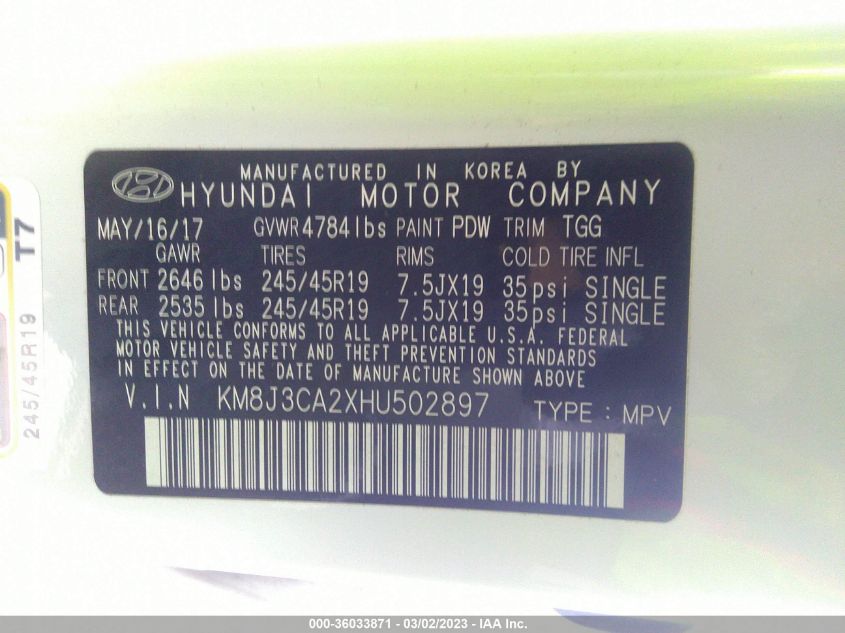 MANUFACTURED IN KOREA BY
HYUNDAI MOTOR COMPANY
MAY/16/17 GVWR 4784 lbs PAINT PDW TRIM TGG
GAWR TIRES RIMS COLD TIRE INFL
FRONT 2646 lbs 245/45R19 7.5JX19 35psi SINGLE
REAR 2535 lbs 245/45R19 7.5JX19 35psi SINGLE
THIS VEHICLE CONFORMS TO ALL APPLICABLE U.S.A. FEDERAL
MOTOR VEHICLE SAFETY AND THEFT PREVENTION STANDARDS
IN EFFECT ON THE DATE OF MANUFACTURE SHOWN ABOVE
V.I.N KM8J3CA2XHU502897 TYPE : MPV
T7
245/45R19
000-36033871 - 03/02/2023 - IAA Inc.